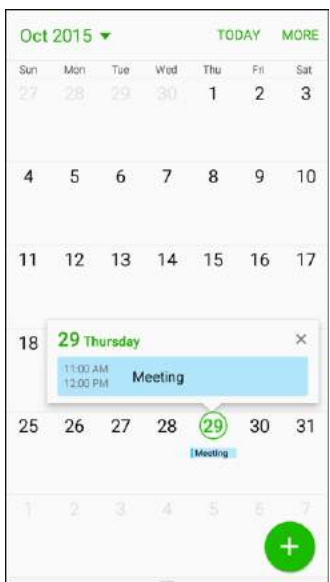 Oct 2015 TODAY MORE
Sun Mon Tue Wed Thu Fri Sat
27 28 29 30 1 2 3
4 5 6 7 8 9 10
11 12 13 14 15 16 17
18 29 Thursday
11:00 AM
12:00 PM Meeting
25 26 27 28 29 30 31
Meeting
1 2 3 4 5 6 7
+